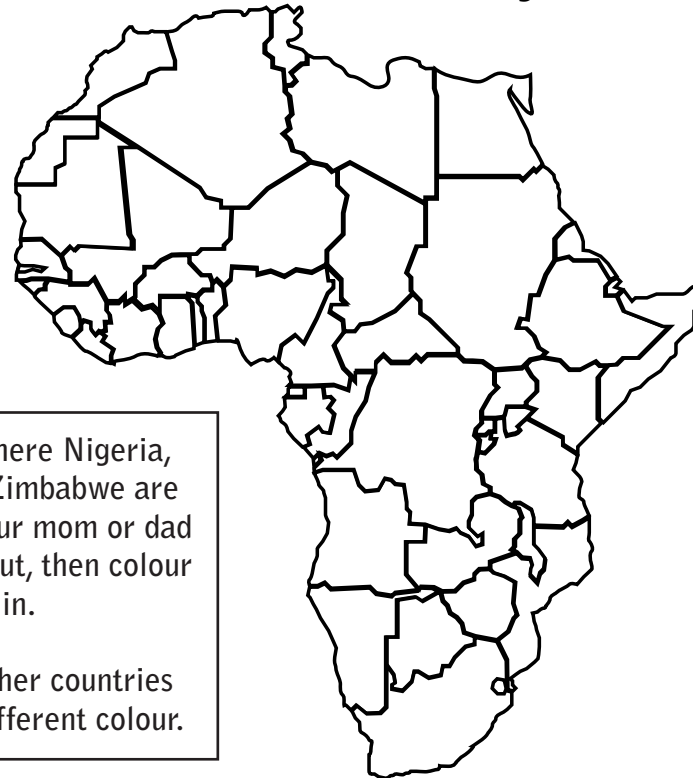 here Nigeria,
Zimbabwe are
ur mom or dad
ut, then colour
in.
her countries
fferent colour.